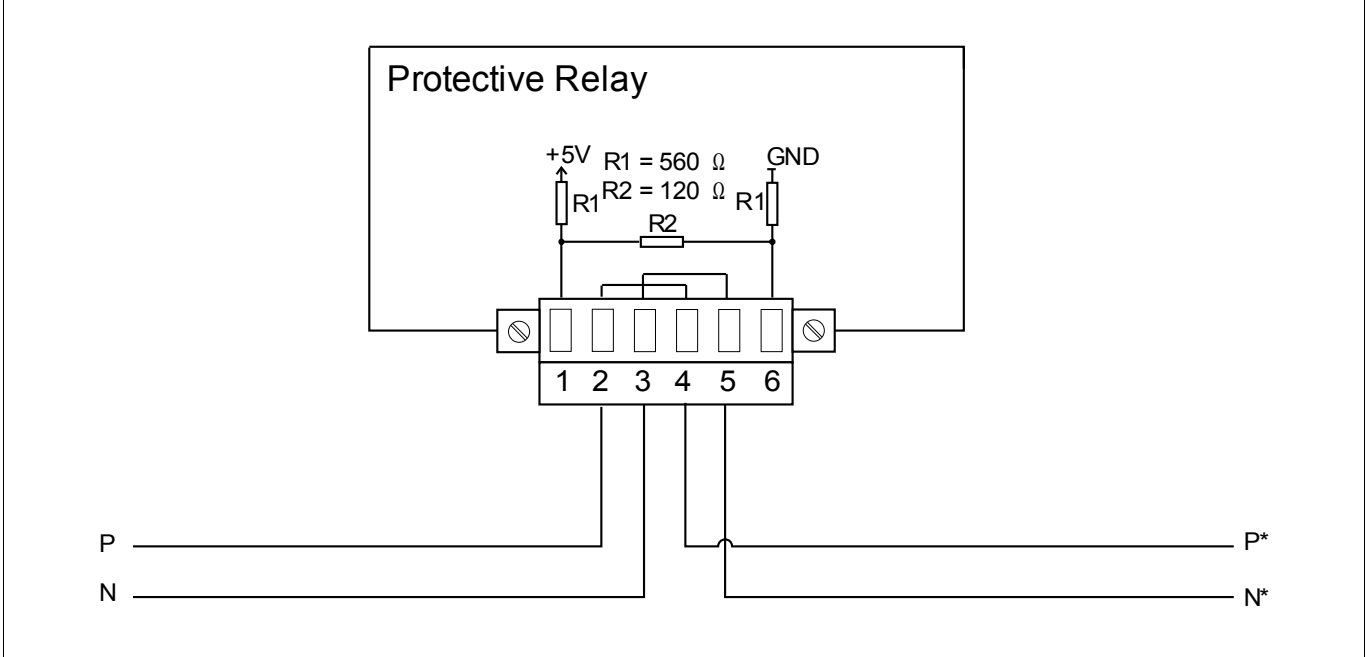 Protective Relay
+5V R1 = 560 Ω GND
R1 R2 = 120 Ω R1
R2
1 2 3 4 5 6
P P*
N N*